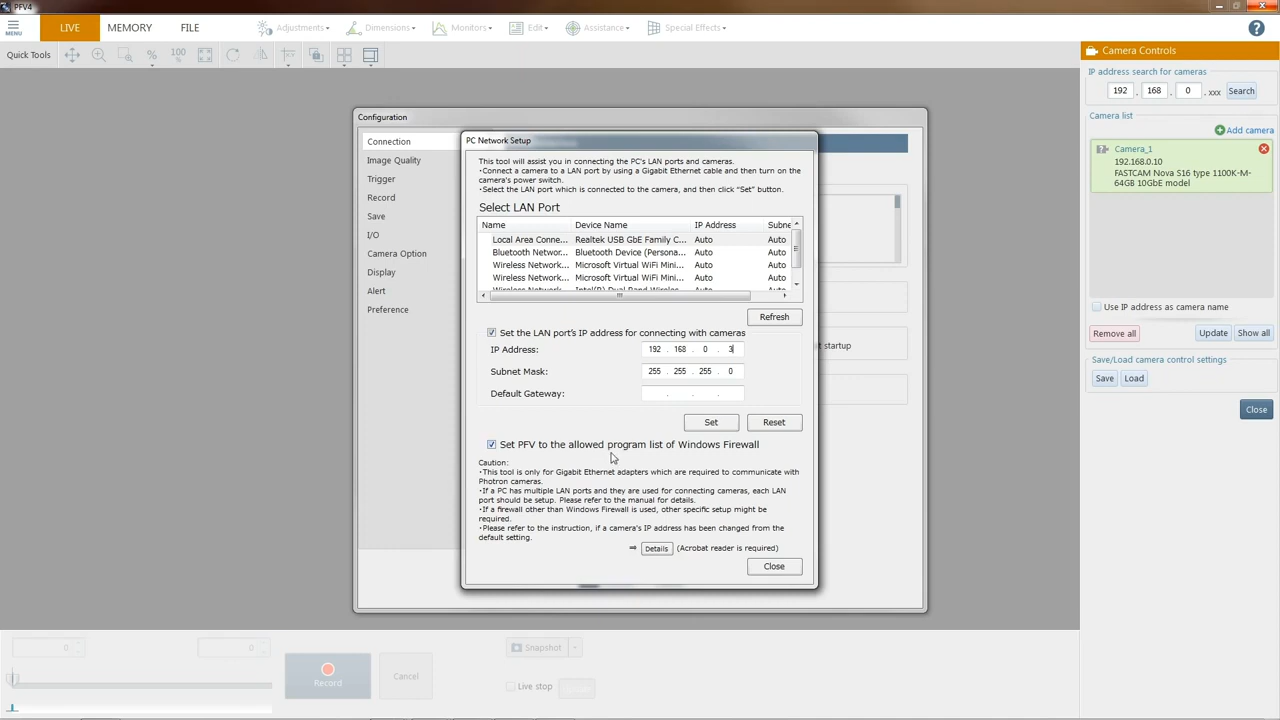 PFV4
MENU
LIVE
MEMORY
FILE
Adjustments
Dimensions
Monitors
Edit
Assistance
Special Effects
?
Quick Tools
%
100
%
Camera Controls
IP address search for cameras
192 . 168 . 0 . xxx Search
Camera list
Add camera
Camera_1
192.168.0.10
FASTCAM Nova S16 type 1100K-M-
64GB 10GbE model
Use IP address as camera name
Remove all Update Show all
Save/Load camera control settings
Save Load
Close
Configuration
Connection
Image Quality
Trigger
Record
Save
I/O
Camera Option
Display
Alert
Preference
t startup
PC Network Setup
This tool will assist you in connecting the PC's LAN ports and cameras.
・Connect a camera to a LAN port by using a Gigabit Ethernet cable and then turn on the
camera's power switch.
・Select the LAN port which is connected to the camera, and then click "Set" button.
Select LAN Port
Name Device Name IP Address Subne
Local Area Conne... Realtek USB GbE Family C... Auto Auto
Bluetooth Networ... Bluetooth Device (Persona... Auto Auto
Wireless Network... Microsoft Virtual WiFi Mini... Auto Auto
Wireless Network... Microsoft Virtual WiFi Mini... Auto Auto
Wireless Network... Intel(R) Dual Band Wireles... Auto Auto
Refresh
Set the LAN port's IP address for connecting with cameras
IP Address: 192 . 168 . 0 . 3
Subnet Mask: 255 . 255 . 255 . 0
Default Gateway: . . .
Set Reset
Set PFV to the allowed program list of Windows Firewall
Caution:
・This tool is only for Gigabit Ethernet adapters which are required to communicate with
Photron cameras.
・If a PC has multiple LAN ports and they are used for connecting cameras, each LAN
port should be setup. Please refer to the manual for details.
・If a firewall other than Windows Firewall is used, other specific setup might be
required.
・Please refer to the instruction, if a camera's IP address has been changed from the
default setting.
⇒ Details (Acrobat reader is required)
Close
0
0
Record
Cancel
Snapshot
Live stop